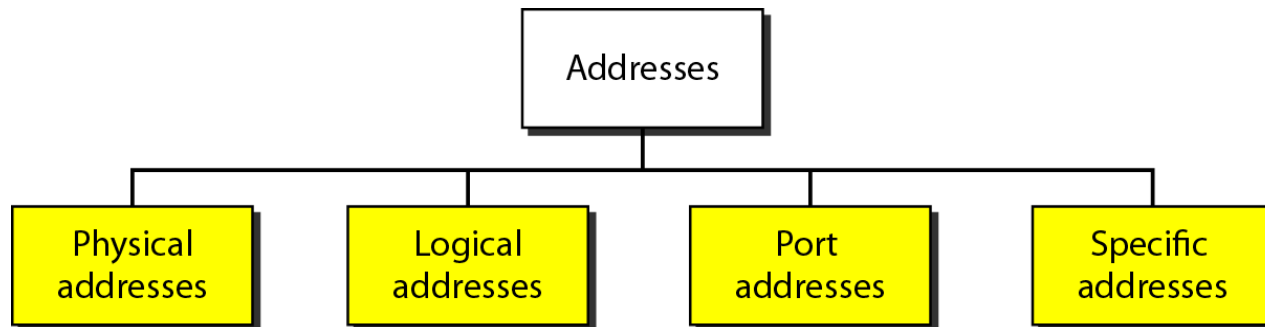 Addresses
Physical
addresses
Logical
addresses
Port
addresses
Specific
addresses